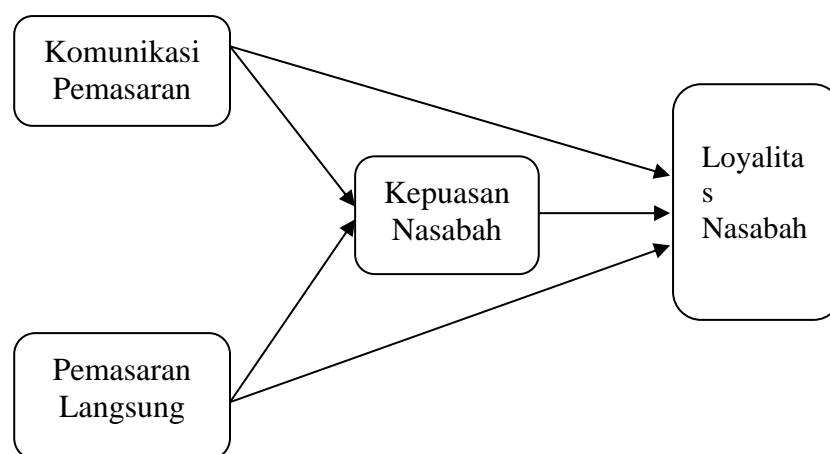 Komunikasi
Pemasaran
Kepuasan
Nasabah
Loyalita
s
Nasabah
Pemasaran
Langsung